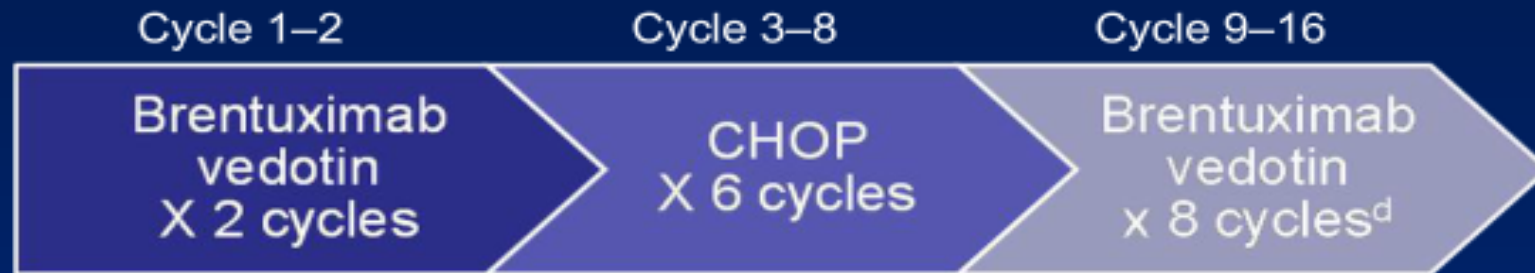 Cycle 1–2
Cycle 3–8
Cycle 9–16
Brentuximab
vedotin
X 2 cycles
CHOP
X 6 cycles
Brentuximab
vedotin
x 8 cyclesᵈ